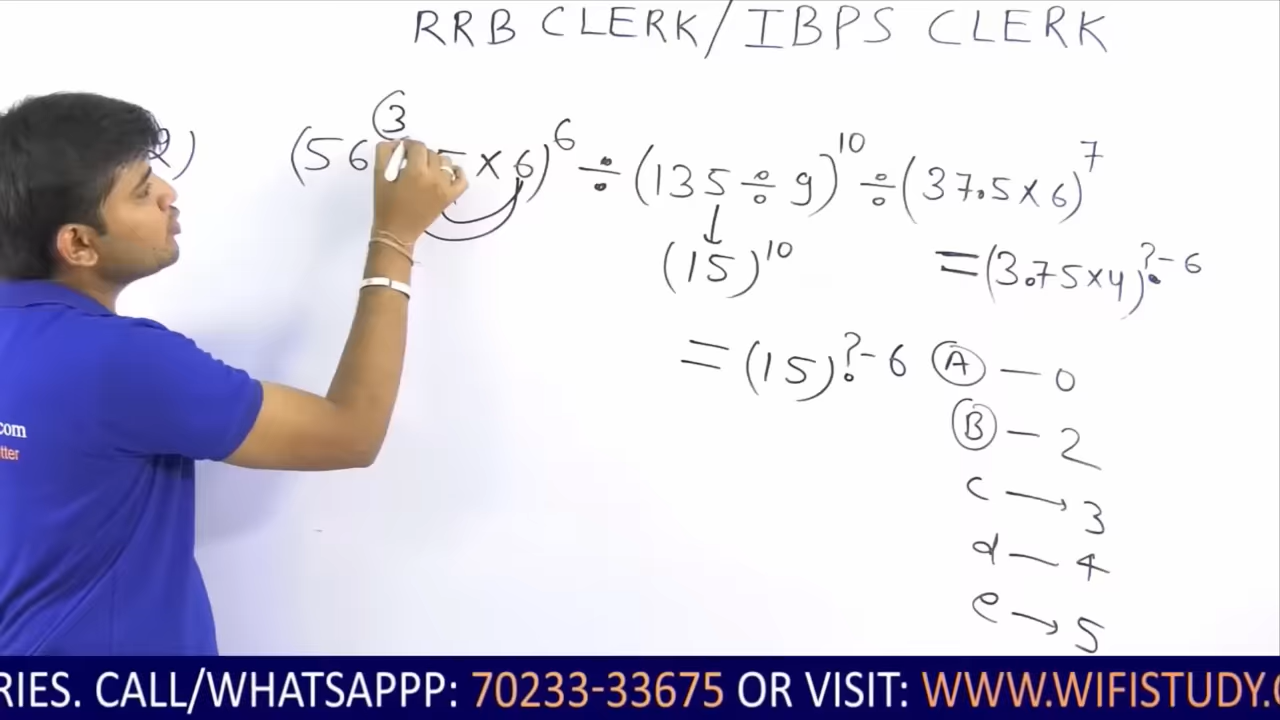 RRB CLERK/IBPS CLERK
3
2) (56 5 × 6)^6 ÷ (135 ÷ 9)^10 ÷ (37.5 × 6)^7
(15)^10 = (3.75 × 4)^?-6
= (15)^?-6
A — 0
B — 2
C → 3
d — 4
e → 5
com
tter
RIES. CALL/WHATSAPPP: 70233-33675 OR VISIT: WWW.WIFISTUDY.